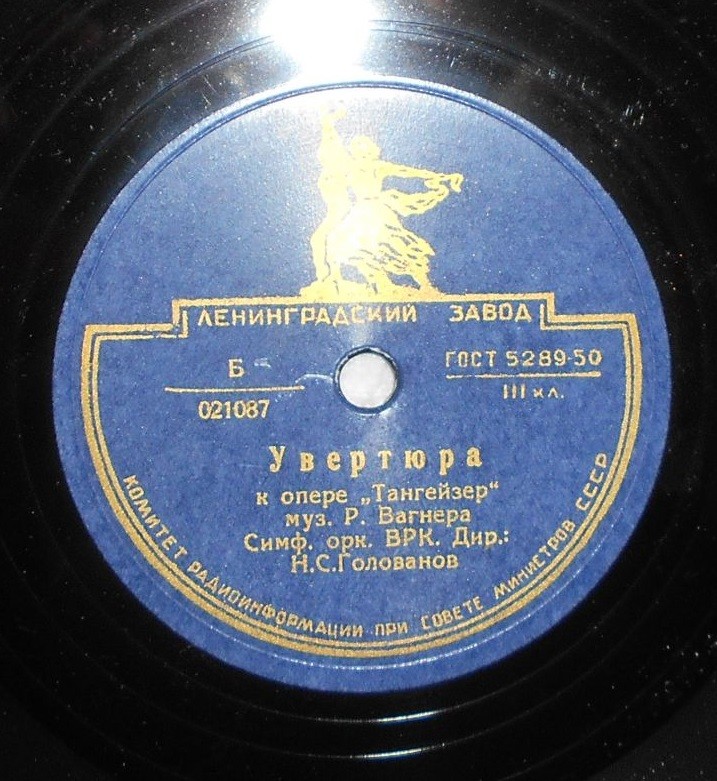 ЛЕНИНГРАДСКИЙ ЗАВОД
Б
021087
ГОСТ 5289-50
III кл.
Увертюра
к опере „Тангейзер“
муз. Р. Вагнера
Симф. орк. ВРК. Дир.:
Н.С.Голованов
КОМИТЕТ РАДИОИНФОРМАЦИИ ПРИ СОВЕТЕ МИНИСТРОВ СССР